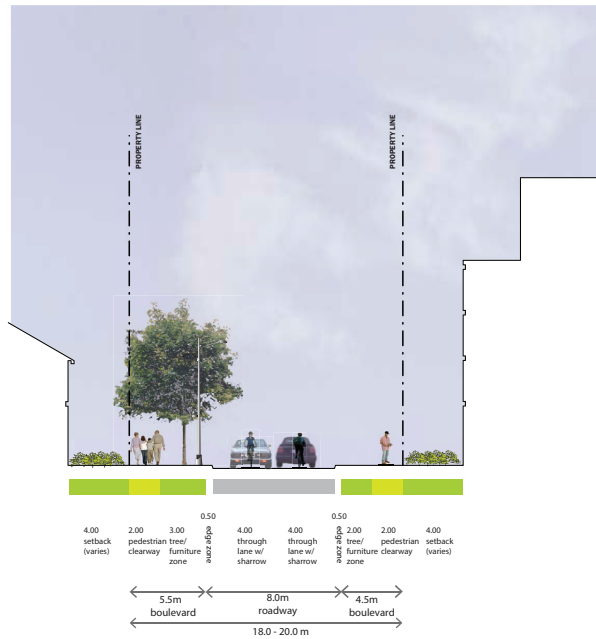 PROPERTY LINE
PROPERTY LINE
4.00
setback
(varies)
2.00
pedestrian
clearway
3.00
tree/
furniture
zone
0.50
edge zone
4.00
through
lane w/
sharrow
4.00
through
lane w/
sharrow
0.50
edge zone
2.00
tree/
furniture
zone
2.00
pedestrian
clearway
4.00
setback
(varies)
5.5m
boulevard
8.0m
roadway
4.5m
boulevard
18.0 - 20.0 m